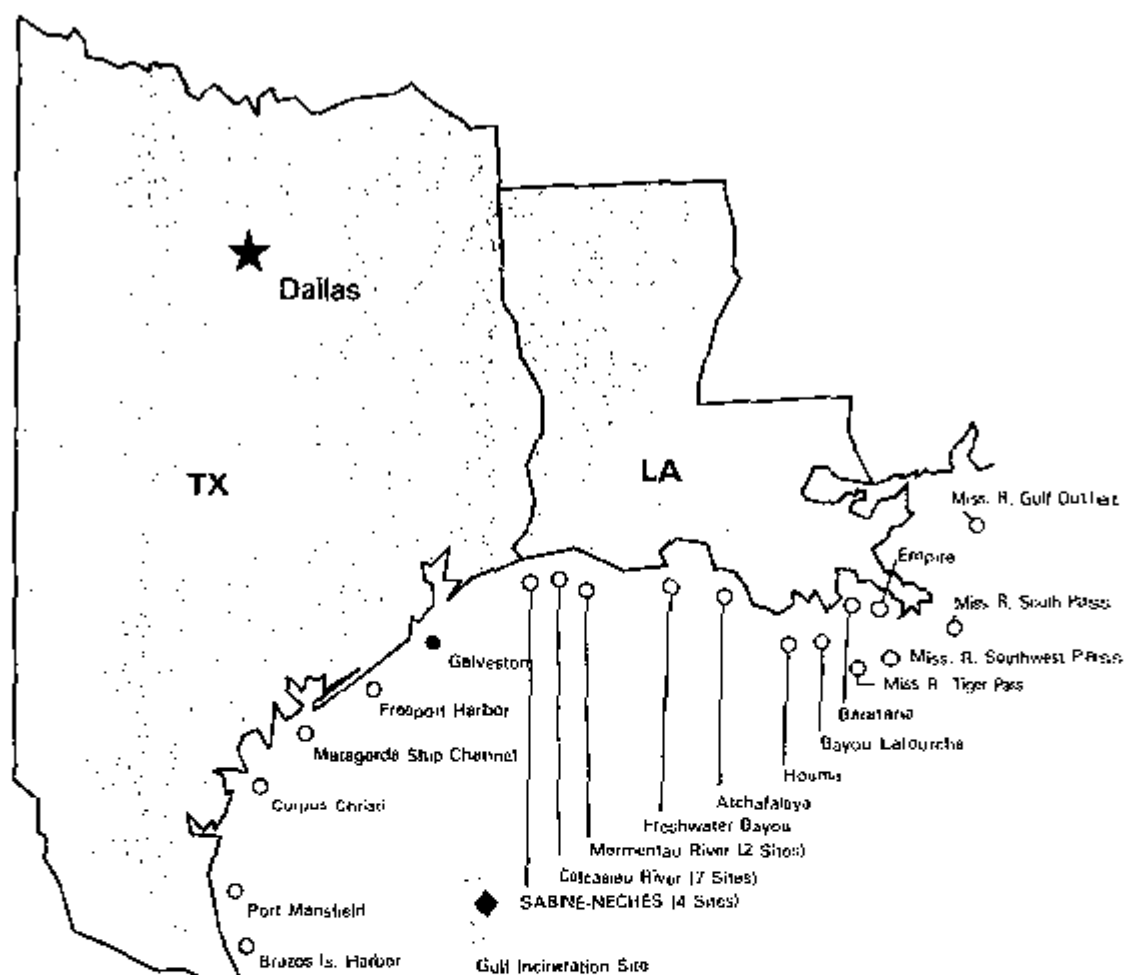 Dallas
TX
LA
Miss. R. Gulf Outlet
Empire
Miss R. South Pass
Miss. R. Southwest Pass
Miss R. Tiger Pass
Galveston
Barataria
Freeport Harbor
Bayou Lafourche
Matagorda Ship Channel
Houma
Corpus Christi
Atchafalaya
Freshwater Bayou
Mermentau River (2 Sites)
Calcasieu River (7 Sites)
SABINE-NECHES (4 Sites)
Port Mansfield
Brazos Is. Harbor
Gulf Incineration Site